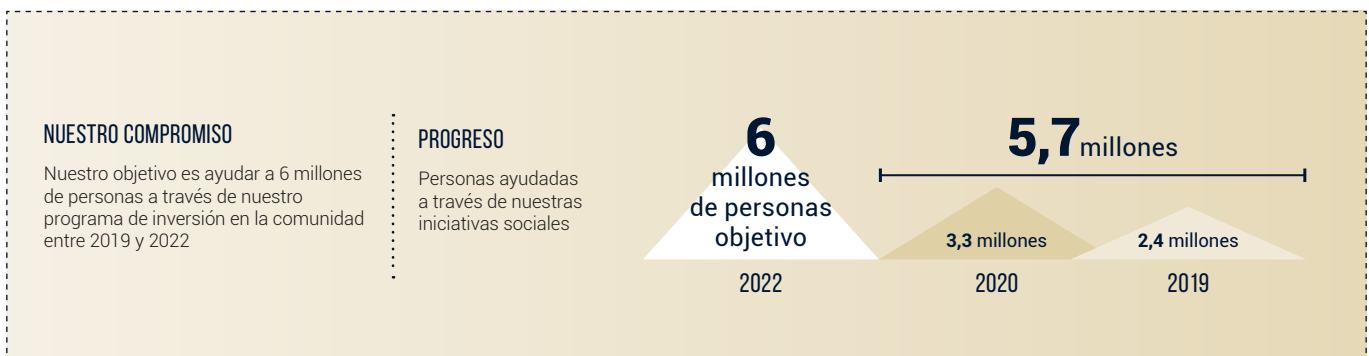 NUESTRO COMPROMISO
Nuestro objetivo es ayudar a 6 millones
de personas a través de nuestro
programa de inversión en la comunidad
entre 2019 y 2022
PROGRESO
Personas ayudadas
a través de nuestras
iniciativas sociales
6
millones
de personas
objetivo
2022
5,7 millones
3,3 millones
2,4 millones
2020
2019